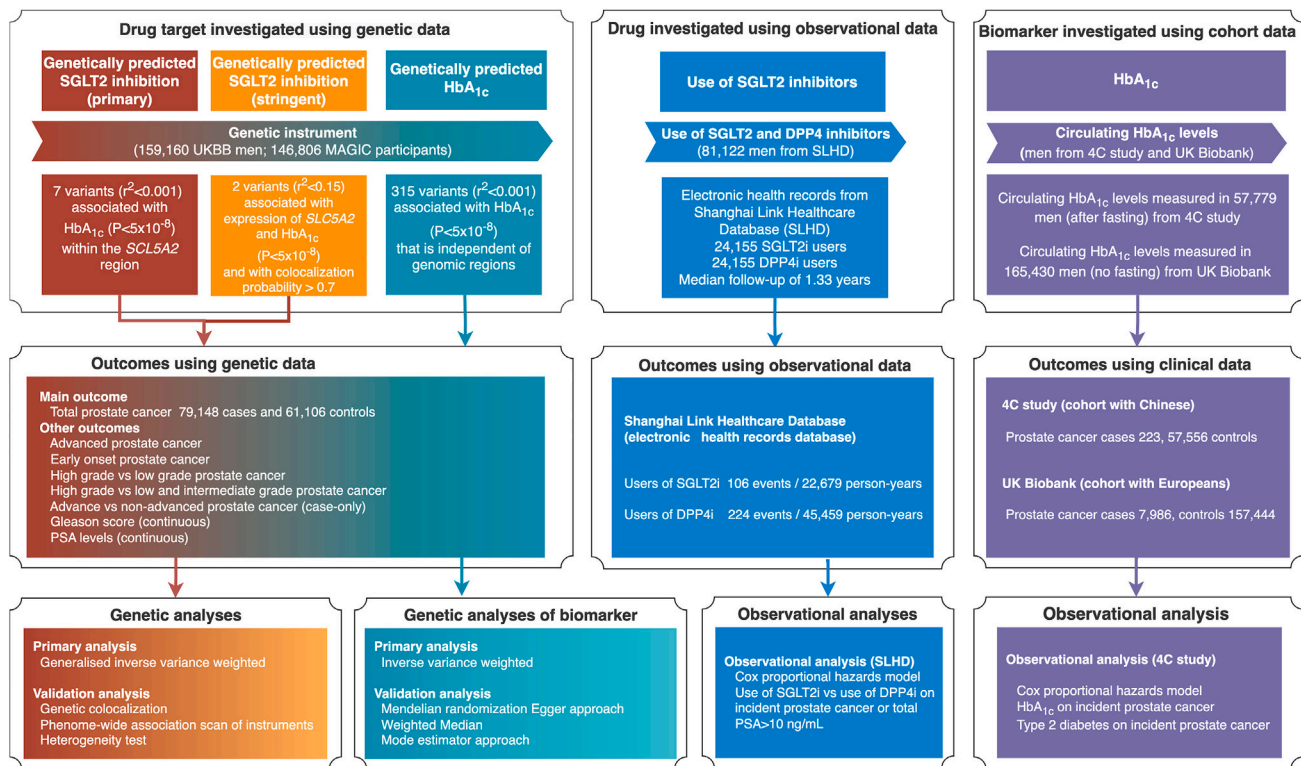 Drug target investigated using genetic data
Genetically predicted
SGLT2 inhibition
(primary)
Genetically predicted
SGLT2 inhibition
(stringent)
Genetically predicted
HbA1c
Genetic instrument
(159,160 UKBB men; 146,806 MAGIC participants)
7 variants (r2<0.001)
associated with
HbA1c (P<5x10-8)
within the SCL5A2
region
2 variants (r2<0.15)
associated with
expression of SLC5A2
and HbA1c
(P<5x10-8)
and with colocalization
probability > 0.7
315 variants (r2<0.001)
associated with HbA1c
(P<5x10-8)
that is independent of
genomic regions
Drug investigated using observational data
Use of SGLT2 inhibitors
Use of SGLT2 and DPP4 inhibitors
(81,122 men from SLHD)
Electronic health records from
Shanghai Link Healthcare
Database (SLHD)
24,155 SGLT2i users
24,155 DPP4i users
Median follow-up of 1.33 years
Biomarker investigated using cohort data
HbA1c
Circulating HbA1c levels
(men from 4C study and UK Biobank)
Circulating HbA1c levels measured in 57,779
men (after fasting) from 4C study
Circulating HbA1c levels measured in
165,430 men (no fasting) from UK Biobank
Outcomes using genetic data
Main outcome
Total prostate cancer 79,148 cases and 61,106 controls
Other outcomes
Advanced prostate cancer
Early onset prostate cancer
High grade vs low grade prostate cancer
High grade vs low and intermediate grade prostate cancer
Advance vs non-advanced prostate cancer (case-only)
Gleason score (continuous)
PSA levels (continuous)
Outcomes using observational data
Shanghai Link Healthcare Database
(electronic health records database)
Users of SGLT2i 106 events / 22,679 person-years
Users of DPP4i 224 events / 45,459 person-years
Outcomes using clinical data
4C study (cohort with Chinese)
Prostate cancer cases 223, 57,556 controls
UK Biobank (cohort with Europeans)
Prostate cancer cases 7,986, controls 157,444
Genetic analyses
Primary analysis
Generalised inverse variance weighted
Validation analysis
Genetic colocalization
Phenome-wide association scan of instruments
Heterogeneity test
Genetic analyses of biomarker
Primary analysis
Inverse variance weighted
Validation analysis
Mendelian randomization Egger approach
Weighted Median
Mode estimator approach
Observational analyses
Observational analysis (SLHD)
Cox proportional hazards model
Use of SGLT2i vs use of DPP4i on
incident prostate cancer or total
PSA>10 ng/mL
Observational analysis
Observational analysis (4C study)
Cox proportional hazards model
HbA1c on incident prostate cancer
Type 2 diabetes on incident prostate cancer